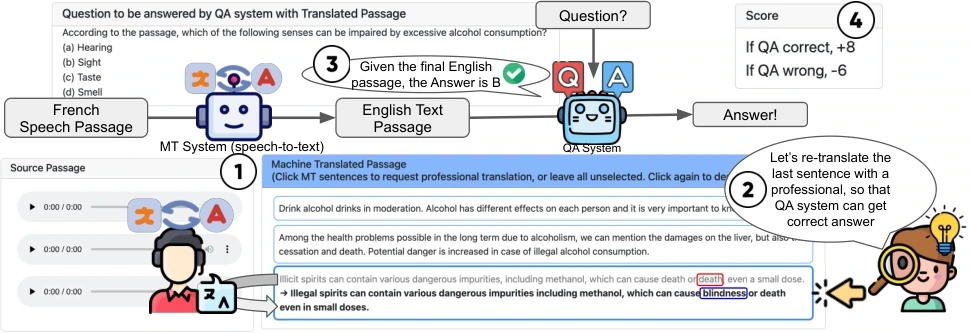 Question to be answered by QA system with Translated Passage
According to the passage, which of the following senses can be impaired by excessive alcohol consumption?
(a) Hearing
(b) Sight
(c) Taste
(d) Smell
3
Given the final English
passage, the Answer is B
Question?
Q
A
Score
4
If QA correct, +8
If QA wrong, -6
French
Speech Passage
A
MT System (speech-to-text)
English Text
Passage
QA System
Answer!
Source Passage
1
0:00 / 0:00
0:00 / 0:00
0:00 / 0:00
A
A
Machine Translated Passage
(Click MT sentences to request professional translation, or leave all unselected. Click again to
Drink alcohol drinks in moderation. Alcohol has different effects on each person and it is very important to
Among the health problems possible in the long term due to alcoholism, we can mention the damages on the liver, but also
cessation and death. Potential danger is increased in case of illegal alcohol consumption.
Illicit spirits can contain various dangerous impurities, including methanol, which can cause death or death, even a small dose.
→ Illegal spirits can contain various dangerous impurities including methanol, which can cause blindness or death
even in small doses.
2
Let's re-translate the
last sentence with a
professional, so that
QA system can get
correct answer